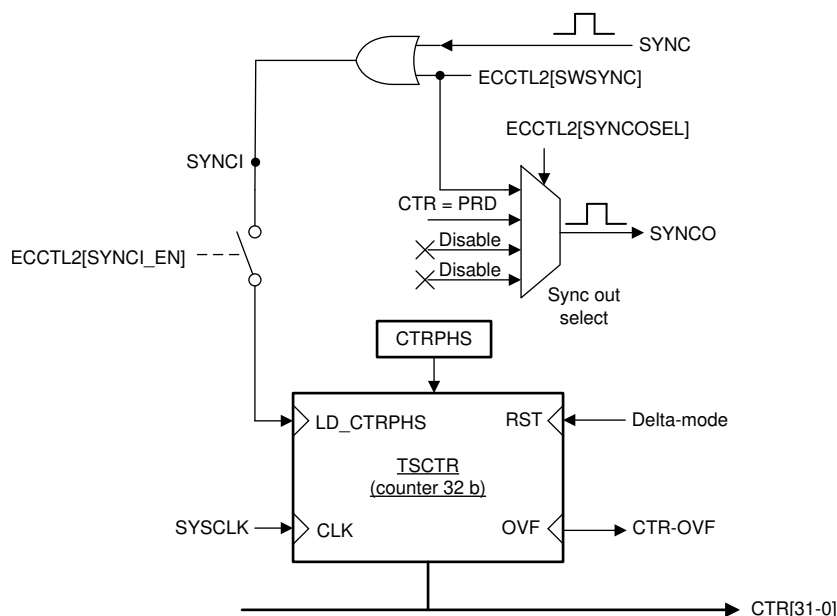 SYNC
ECCTL2[SWSYNC]
ECCTL2[SYNCOSEL]
SYNCI
CTR = PRD
SYNCO
Disable
ECCTL2[SYNCI_EN]
Disable
Sync out
select
CTRPHS
LD_CTRPHS
RST
Delta-mode
TSCTR
(counter 32 b)
SYSCLK
CLK
OVF
CTR-OVF
CTR[31-0]